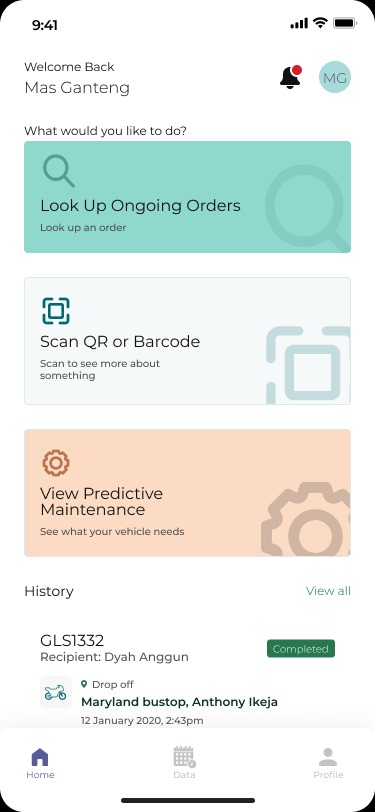 9:41
Welcome Back
Mas Ganteng
MG
What would you like to do?
Look Up Ongoing Orders
Look up an order
Scan QR or Barcode
Scan to see more about
something
View Predictive
Maintenance
See what your vehicle needs
History
View all
GLS1332
Completed
Recipient: Dyah Anggun
Drop off
Maryland bustop, Anthony Ikeja
12 January 2020, 2:43pm
Home
Data
Profile